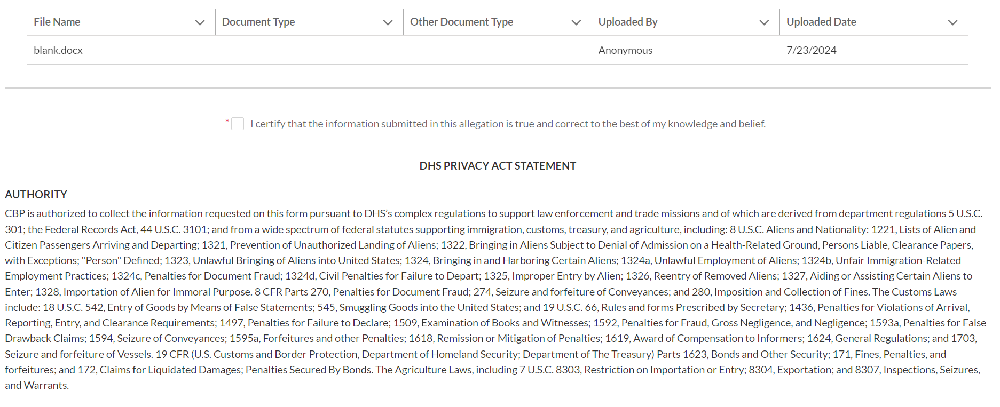 File Name Document Type Other Document Type Uploaded By Uploaded Date
blank.docx Anonymous 7/23/2024
* I certify that the information submitted in this allegation is true and correct to the best of my knowledge and belief.
DHS PRIVACY ACT STATEMENT
AUTHORITY
CBP is authorized to collect the information requested on this form pursuant to DHS’s complex regulations to support law enforcement and trade missions and of which are derived from department regulations 5 U.S.C.
301; the Federal Records Act, 44 U.S.C. 3101; and from a wide spectrum of federal statutes supporting immigration, customs, treasury, and agriculture, including: 8 U.S.C. Aliens and Nationality: 1221, Lists of Alien and
Citizen Passengers Arriving and Departing; 1321, Prevention of Unauthorized Landing of Aliens; 1322, Bringing in Aliens Subject to Denial of Admission on a Health-Related Ground, Persons Liable, Clearance Papers,
with Exceptions; "Person" Defined; 1323, Unlawful Bringing of Aliens into United States; 1324, Bringing in and Harboring Certain Aliens; 1324a, Unlawful Employment of Aliens; 1324b, Unfair Immigration-Related
Employment Practices; 1324c, Penalties for Document Fraud; 1324d, Civil Penalties for Failure to Depart; 1325, Improper Entry by Alien; 1326, Reentry of Removed Aliens; 1327, Aiding or Assisting Certain Aliens to
Enter; 1328, Importation of Alien for Immoral Purpose. 8 CFR Parts 270, Penalties for Document Fraud; 274, Seizure and forfeiture of Conveyances; and 280, Imposition and Collection of Fines. The Customs Laws
include: 18 U.S.C. 542, Entry of Goods by Means of False Statements; 545, Smuggling Goods into the United States; and 19 U.S.C. 66, Rules and forms Prescribed by Secretary; 1436, Penalties for Violations of Arrival,
Reporting, Entry, and Clearance Requirements; 1497, Penalties for Failure to Declare; 1509, Examination of Books and Witnesses; 1592, Penalties for Fraud, Gross Negligence, and Negligence; 1593a, Penalties for False
Drawback Claims; 1594, Seizure of Conveyances; 1595a, Forfeitures and other Penalties; 1618, Remission or Mitigation of Penalties; 1619, Award of Compensation to Informers; 1624, General Regulations; and 1703,
Seizure and forfeiture of Vessels. 19 CFR (U.S. Customs and Border Protection, Department of Homeland Security; Department of The Treasury) Parts 1623, Bonds and Other Security; 171, Fines, Penalties, and
forfeitures; and 172, Claims for Liquidated Damages; Penalties Secured By Bonds. The Agriculture Laws, including 7 U.S.C. 8303, Restriction on Importation or Entry; 8304, Exportation; and 8307, Inspections, Seizures,
and Warrants.